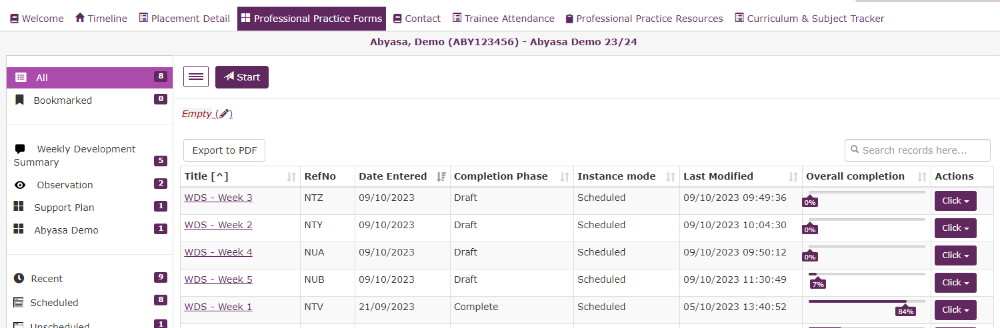 Welcome Timeline Placement Detail Professional Practice Forms Contact Trainee Attendance Professional Practice Resources Curriculum & Subject Tracker
Abyasa, Demo (ABY123456) - Abyasa Demo 23/24
All 8
Bookmarked 0
Weekly Development
Summary 5
Observation 2
Support Plan 1
Abyasa Demo 1
Recent 9
Scheduled 8
Unscheduled 1
Start
Empty ( )
Export to PDF
Search records here...
Title [^] RefNo Date Entered Completion Phase Instance mode Last Modified Overall completion Actions
WDS - Week 3 NTZ 09/10/2023 Draft Scheduled 09/10/2023 09:49:36 0% Click
WDS - Week 2 NTY 09/10/2023 Draft Scheduled 09/10/2023 10:04:30 0% Click
WDS - Week 4 NUA 09/10/2023 Draft Scheduled 09/10/2023 09:50:12 0% Click
WDS - Week 5 NUB 09/10/2023 Draft Scheduled 09/10/2023 11:30:49 7% Click
WDS - Week 1 NTV 21/09/2023 Complete Scheduled 05/10/2023 13:40:52 84% Click